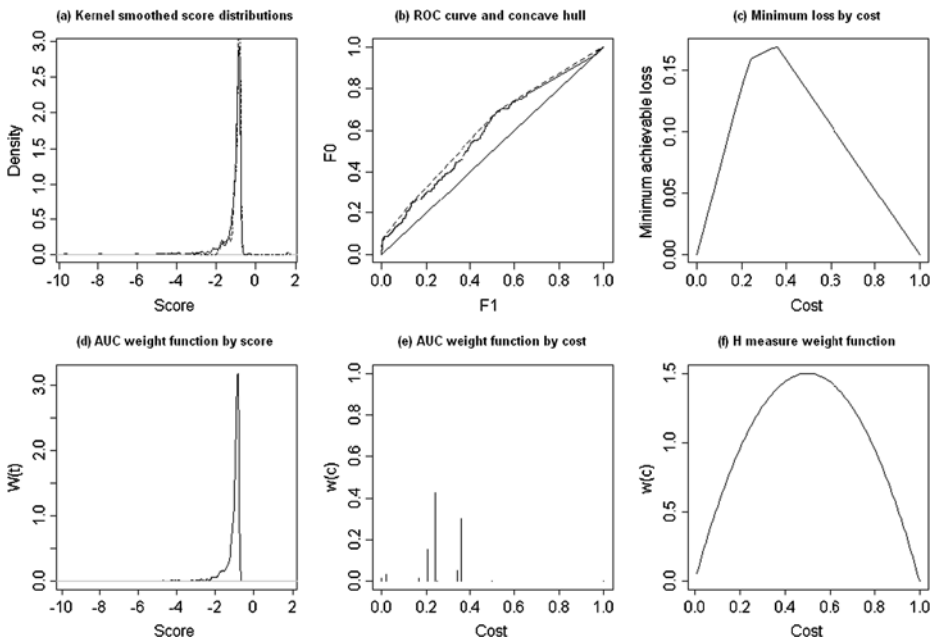 (a) Kernel smoothed score distributions
Density
0.0 0.5 1.0 1.5 2.0 2.5 3.0
-10 -8 -6 -4 -2 0 2
Score
(b) ROC curve and concave hull
F0
0.0 0.2 0.4 0.6 0.8 1.0
0.0 0.2 0.4 0.6 0.8 1.0
F1
(c) Minimum loss by cost
Minimum achievable loss
0.00 0.05 0.10 0.15
0.0 0.2 0.4 0.6 0.8 1.0
Cost
(d) AUC weight function by score
W(t)
0.0 1.0 2.0 3.0
-10 -8 -6 -4 -2 0 2
Score
(e) AUC weight function by cost
w(c)
0.0 0.2 0.4 0.6 0.8 1.0
0.0 0.2 0.4 0.6 0.8 1.0
Cost
(f) H measure weight function
w(c)
0.0 0.5 1.0 1.5
0.0 0.2 0.4 0.6 0.8 1.0
Cost